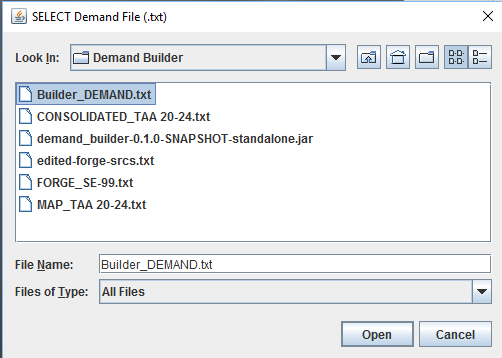 SELECT Demand File (.txt)
Look In: Demand Builder
Builder_DEMAND.txt
CONSOLIDATED_TAA 20-24.txt
demand_builder-0.1.0-SNAPSHOT-standalone.jar
edited-forge-srcs.txt
FORGE_SE-99.txt
MAP_TAA 20-24.txt
File Name: Builder_DEMAND.txt
Files of Type: All Files
Open Cancel